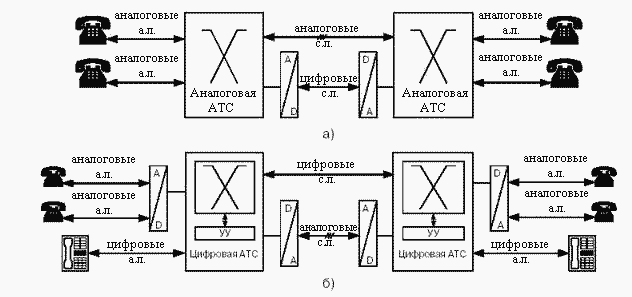 аналоговые аналоговые аналоговые
а.л. с.л. а.л.
аналоговые A цифровые D аналоговые
а.л. с.л. а.л.
Аналоговая D A Аналоговая
АТС АТС
а)
аналоговые цифровые аналоговые
а.л. A с.л. D а.л.
аналоговые аналоговые
а.л. D D A A а.л.
УУ аналоговые УУ
цифровые с.л. цифровые
а.л. Цифровая АТС A D Цифровая АТС а.л.
б)